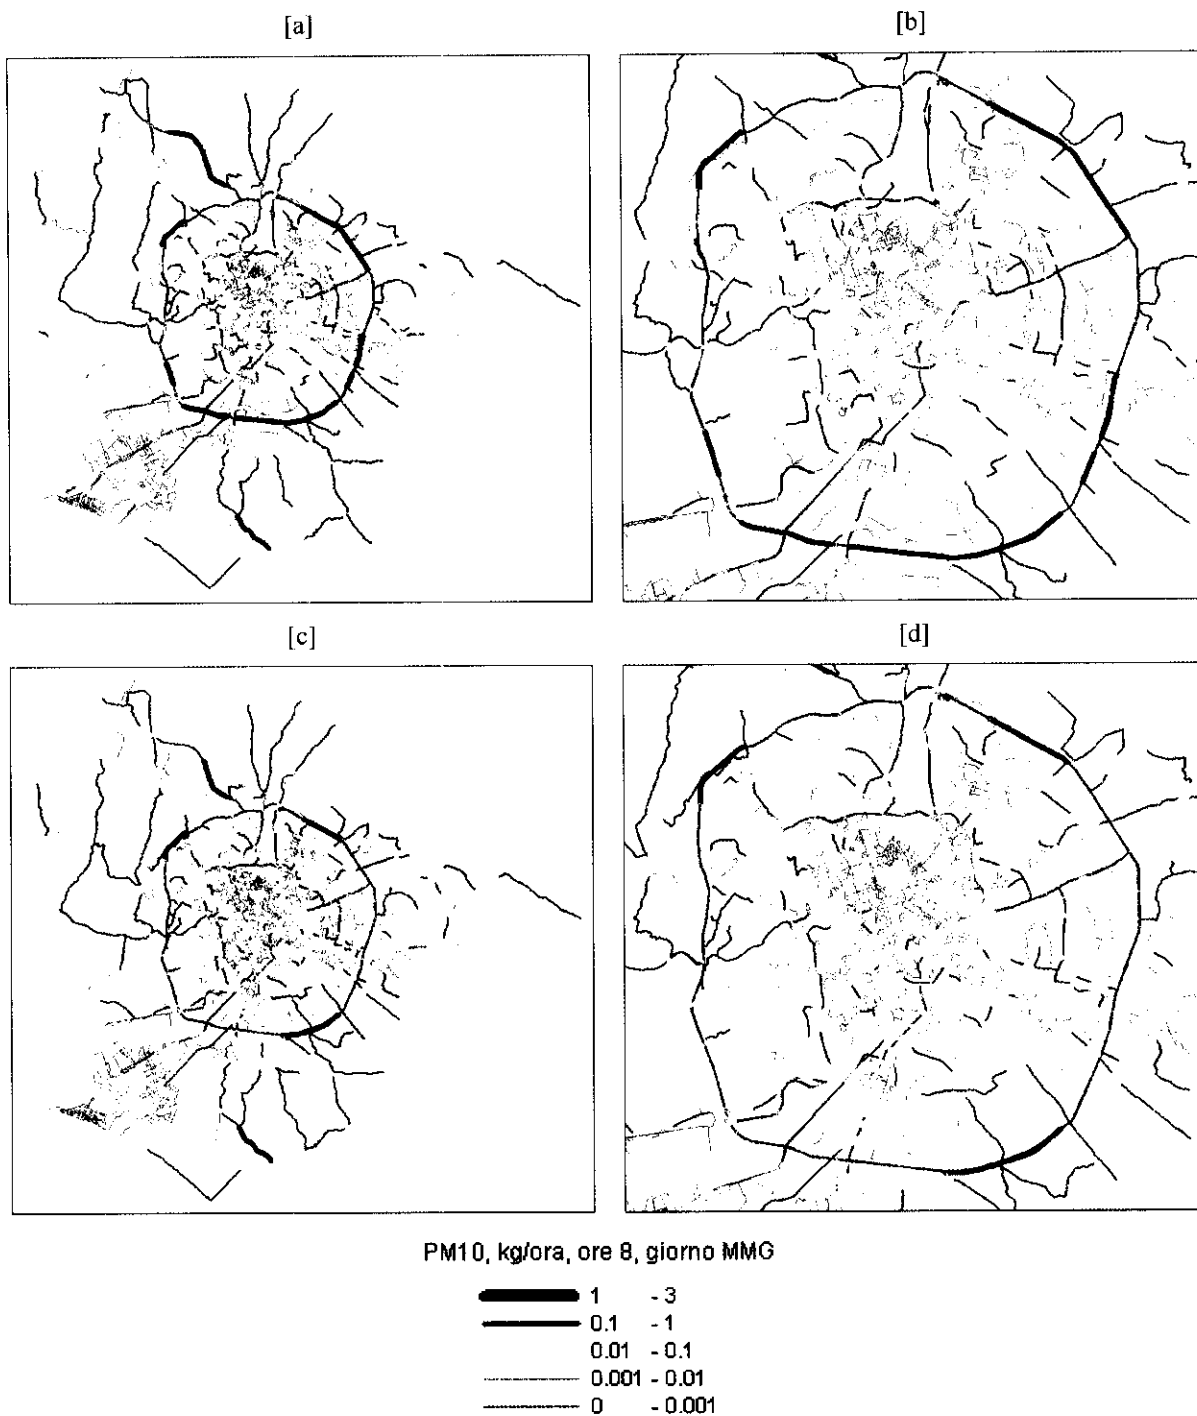 [a]
[b]
[c]
[d]
PM10, kg/ora, ore 8, giorno MMG
1 - 3
0.1 - 1
0.01 - 0.1
0.001 - 0.01
0 - 0.001